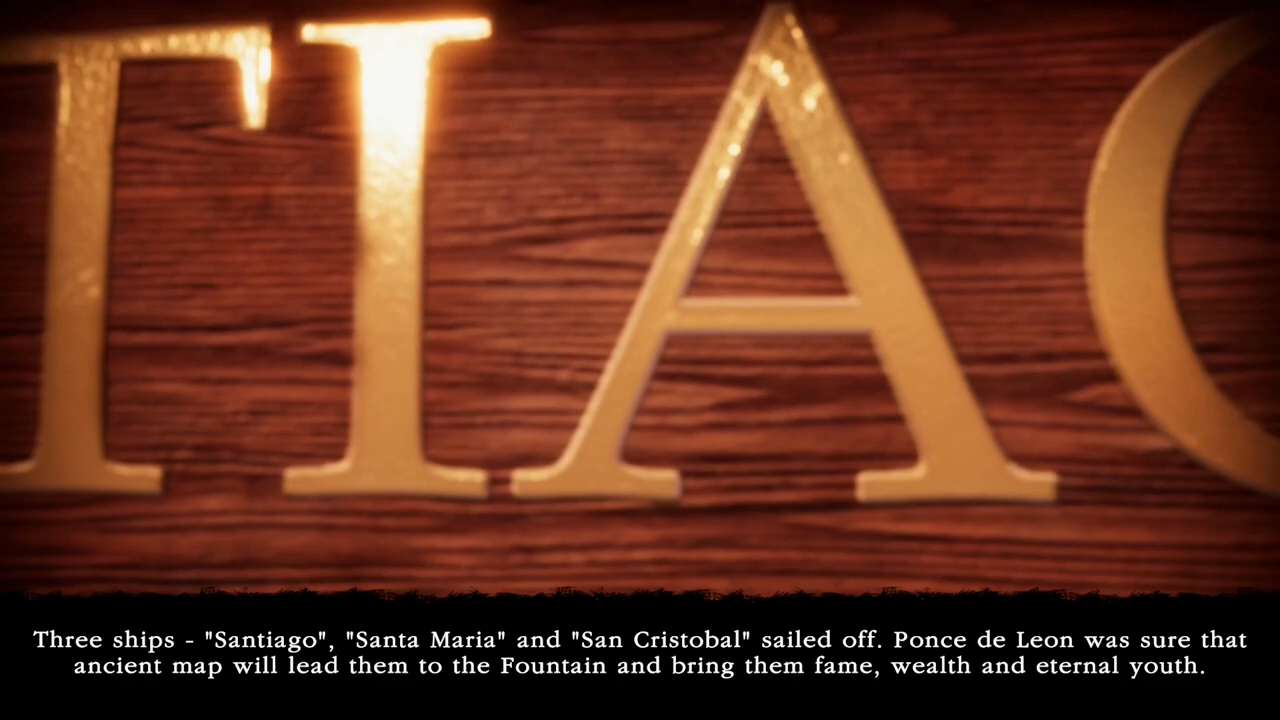 TIAG
Three ships - "Santiago", "Santa Maria" and "San Cristobal" sailed off. Ponce de Leon was sure that
ancient map will lead them to the Fountain and bring them fame, wealth and eternal youth.